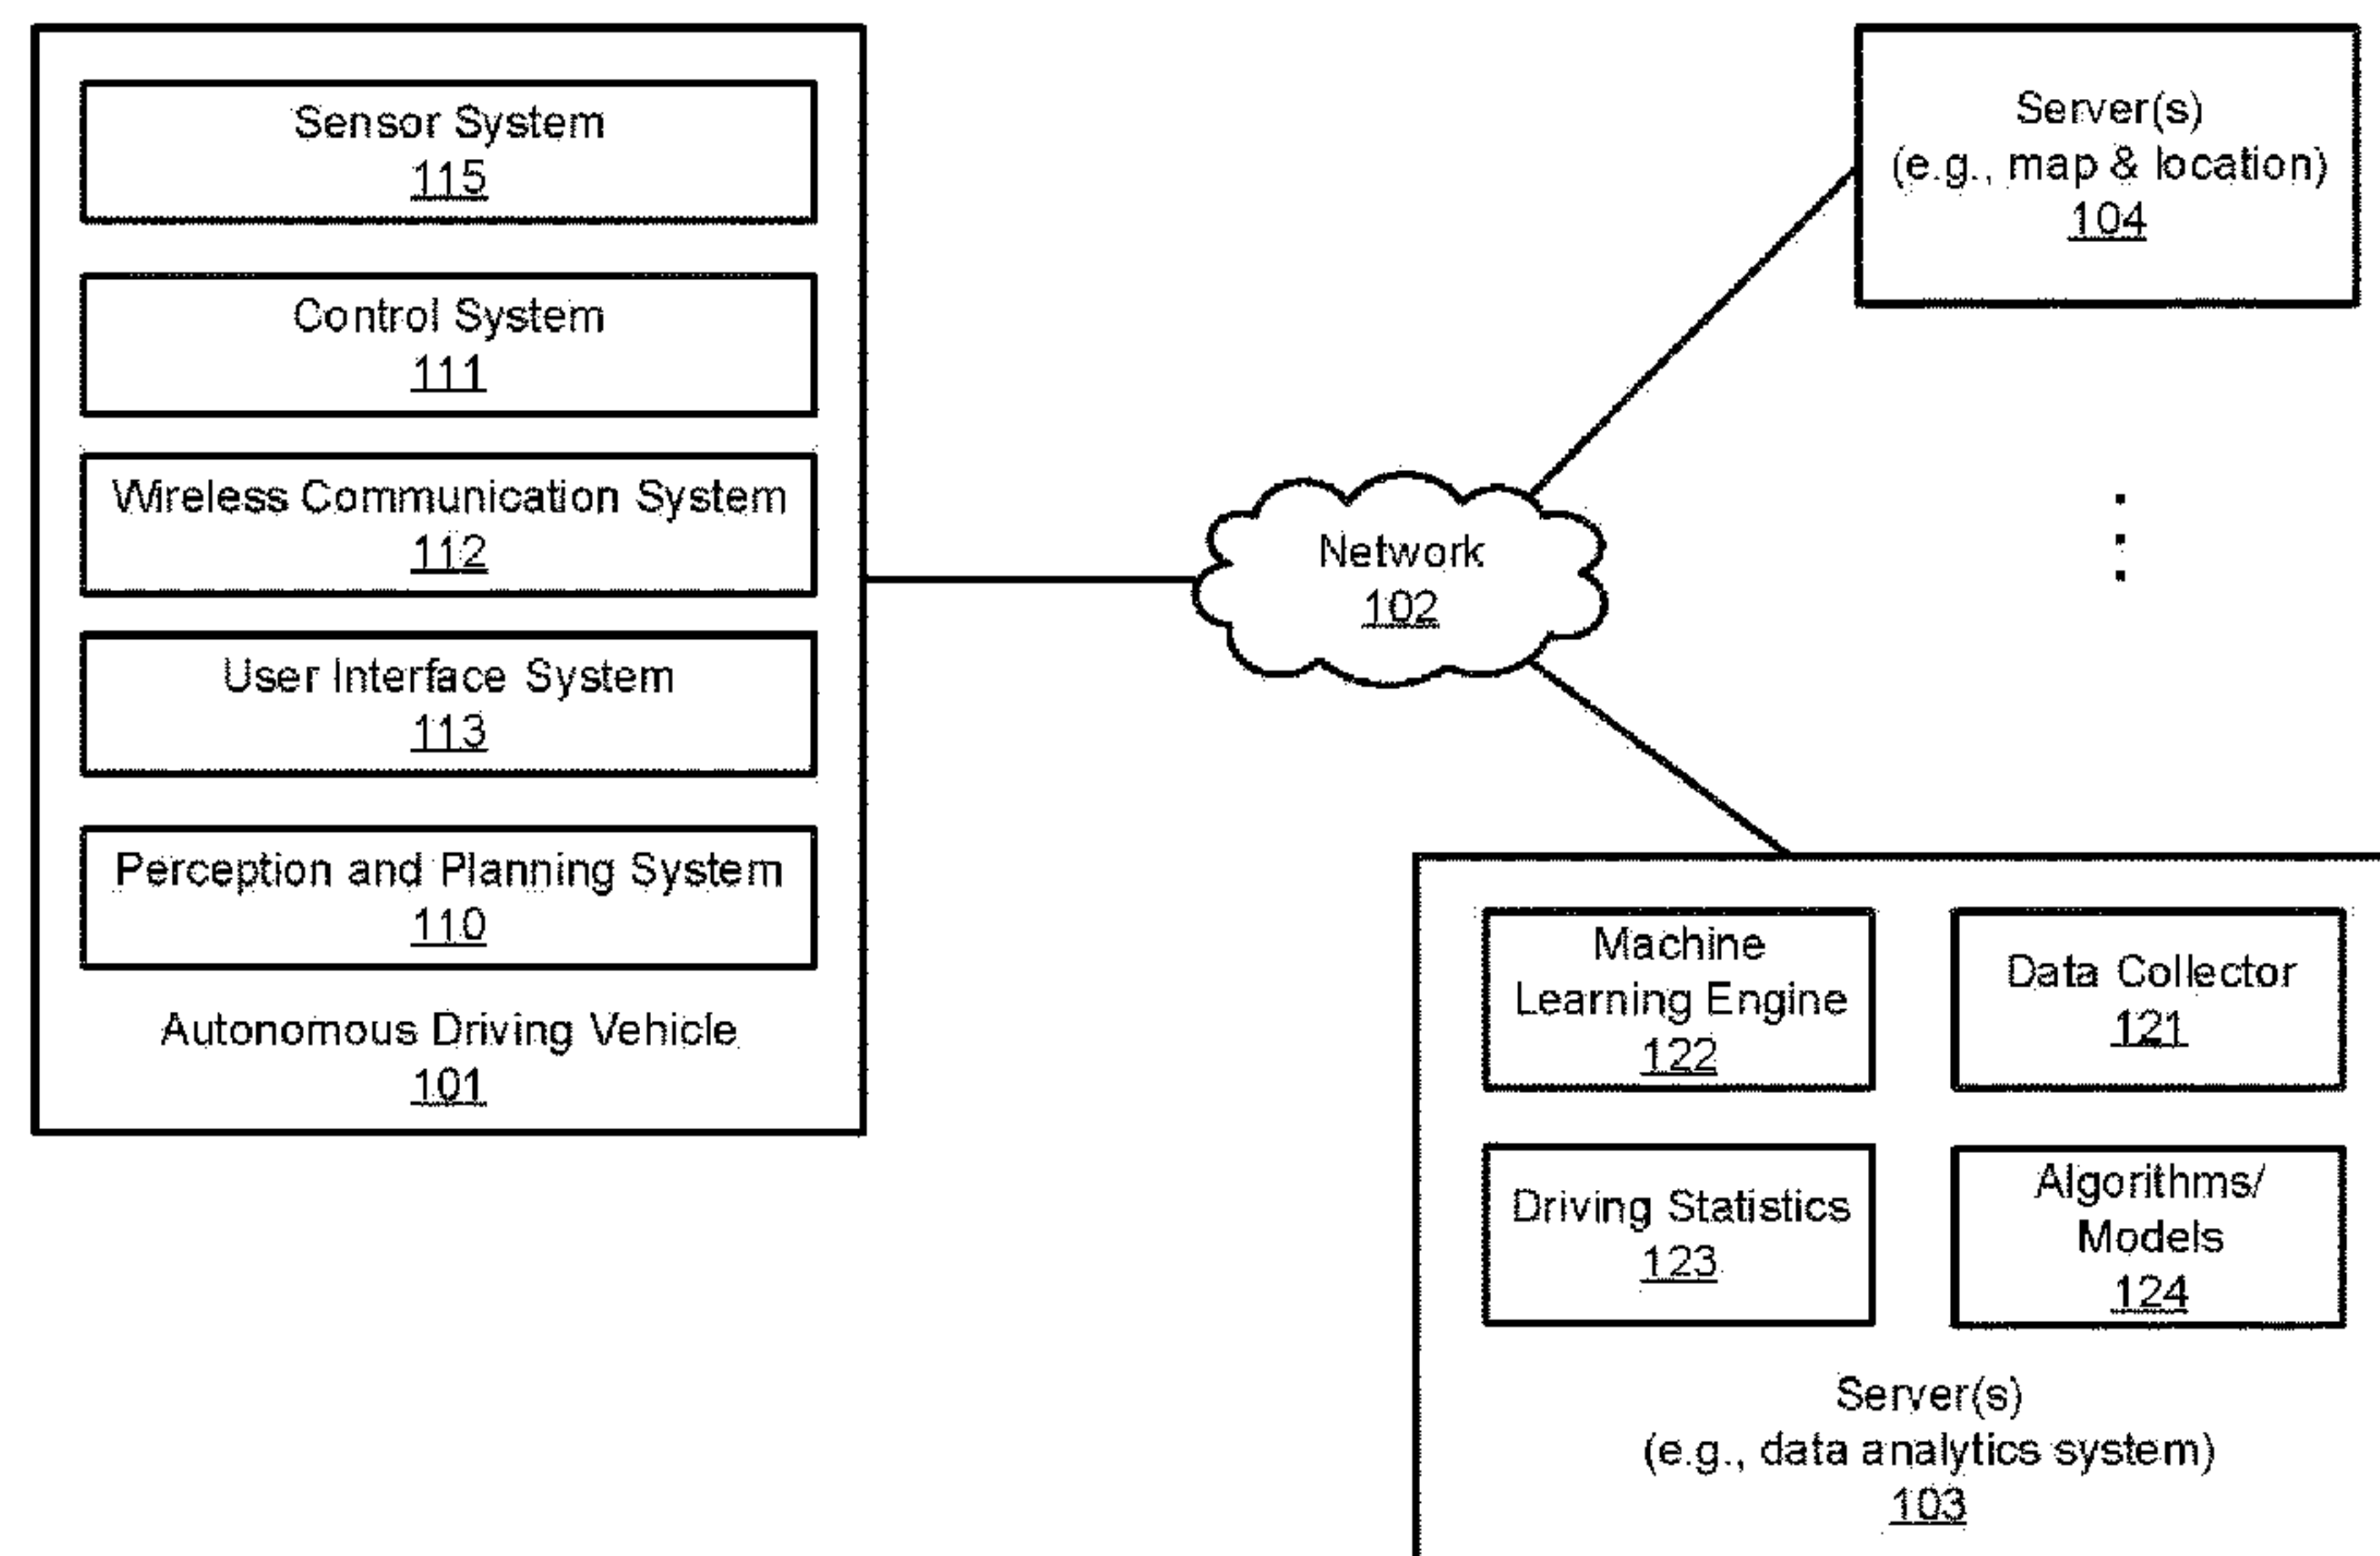 Sensor System
115
Control System
111
Wireless Communication System
112
User Interface System
113
Perception and Planning System
110
Autonomous Driving Vehicle
101
Network
102
Server(s)
(e.g., map & location)
104
Machine
Learning Engine
122
Data Collector
121
Driving Statistics
123
Algorithms/
Models
124
Server(s)
(e.g., data analytics system)
103